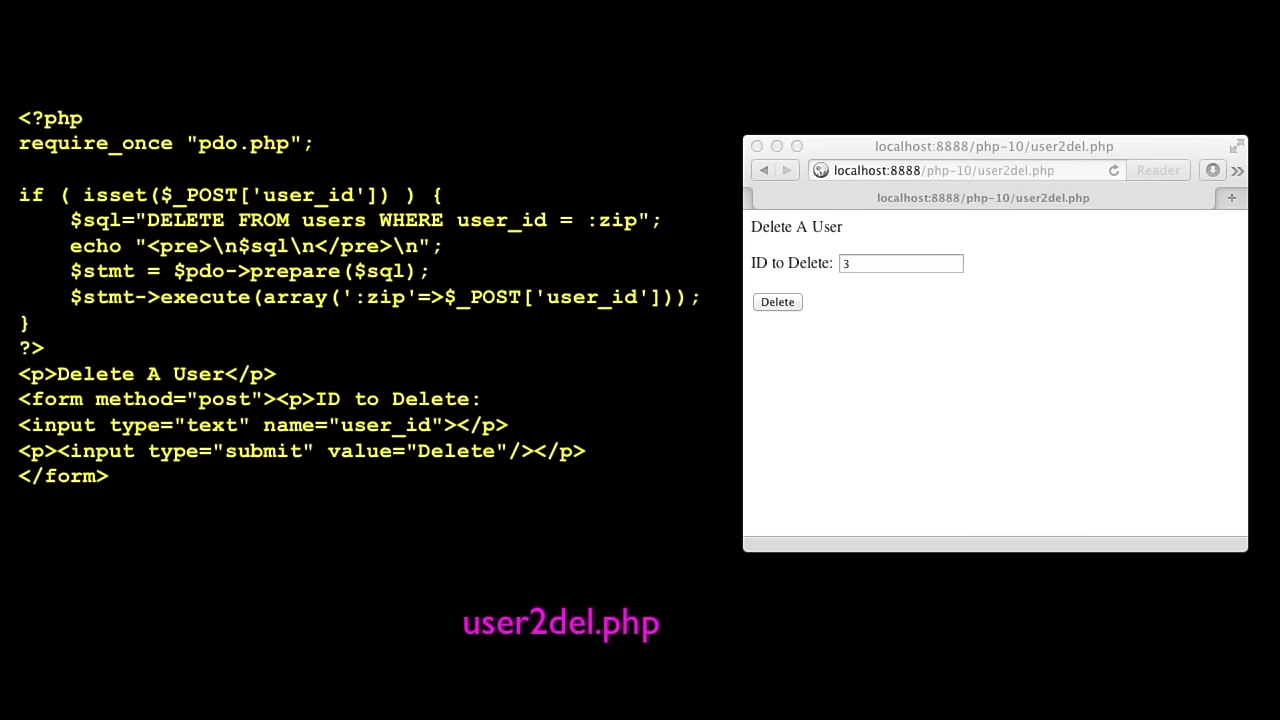 <?php
require_once "pdo.php";
if ( isset($_POST['user_id']) ) {
    $sql="DELETE FROM users WHERE user_id = :zip";
    echo "<pre>\n$sql\n</pre>\n";
    $stmt = $pdo->prepare($sql);
    $stmt->execute(array(':zip'=>$_POST['user_id']));
}
?>
<p>Delete A User</p>
<form method="post"><p>ID to Delete:
<input type="text" name="user_id"></p>
<p><input type="submit" value="Delete"/></p>
</form>
localhost:8888/php-10/user2del.php
localhost:8888/php-10/user2del.php Reader
localhost:8888/php-10/user2del.php
Delete A User
ID to Delete: 3
Delete
user2del.php